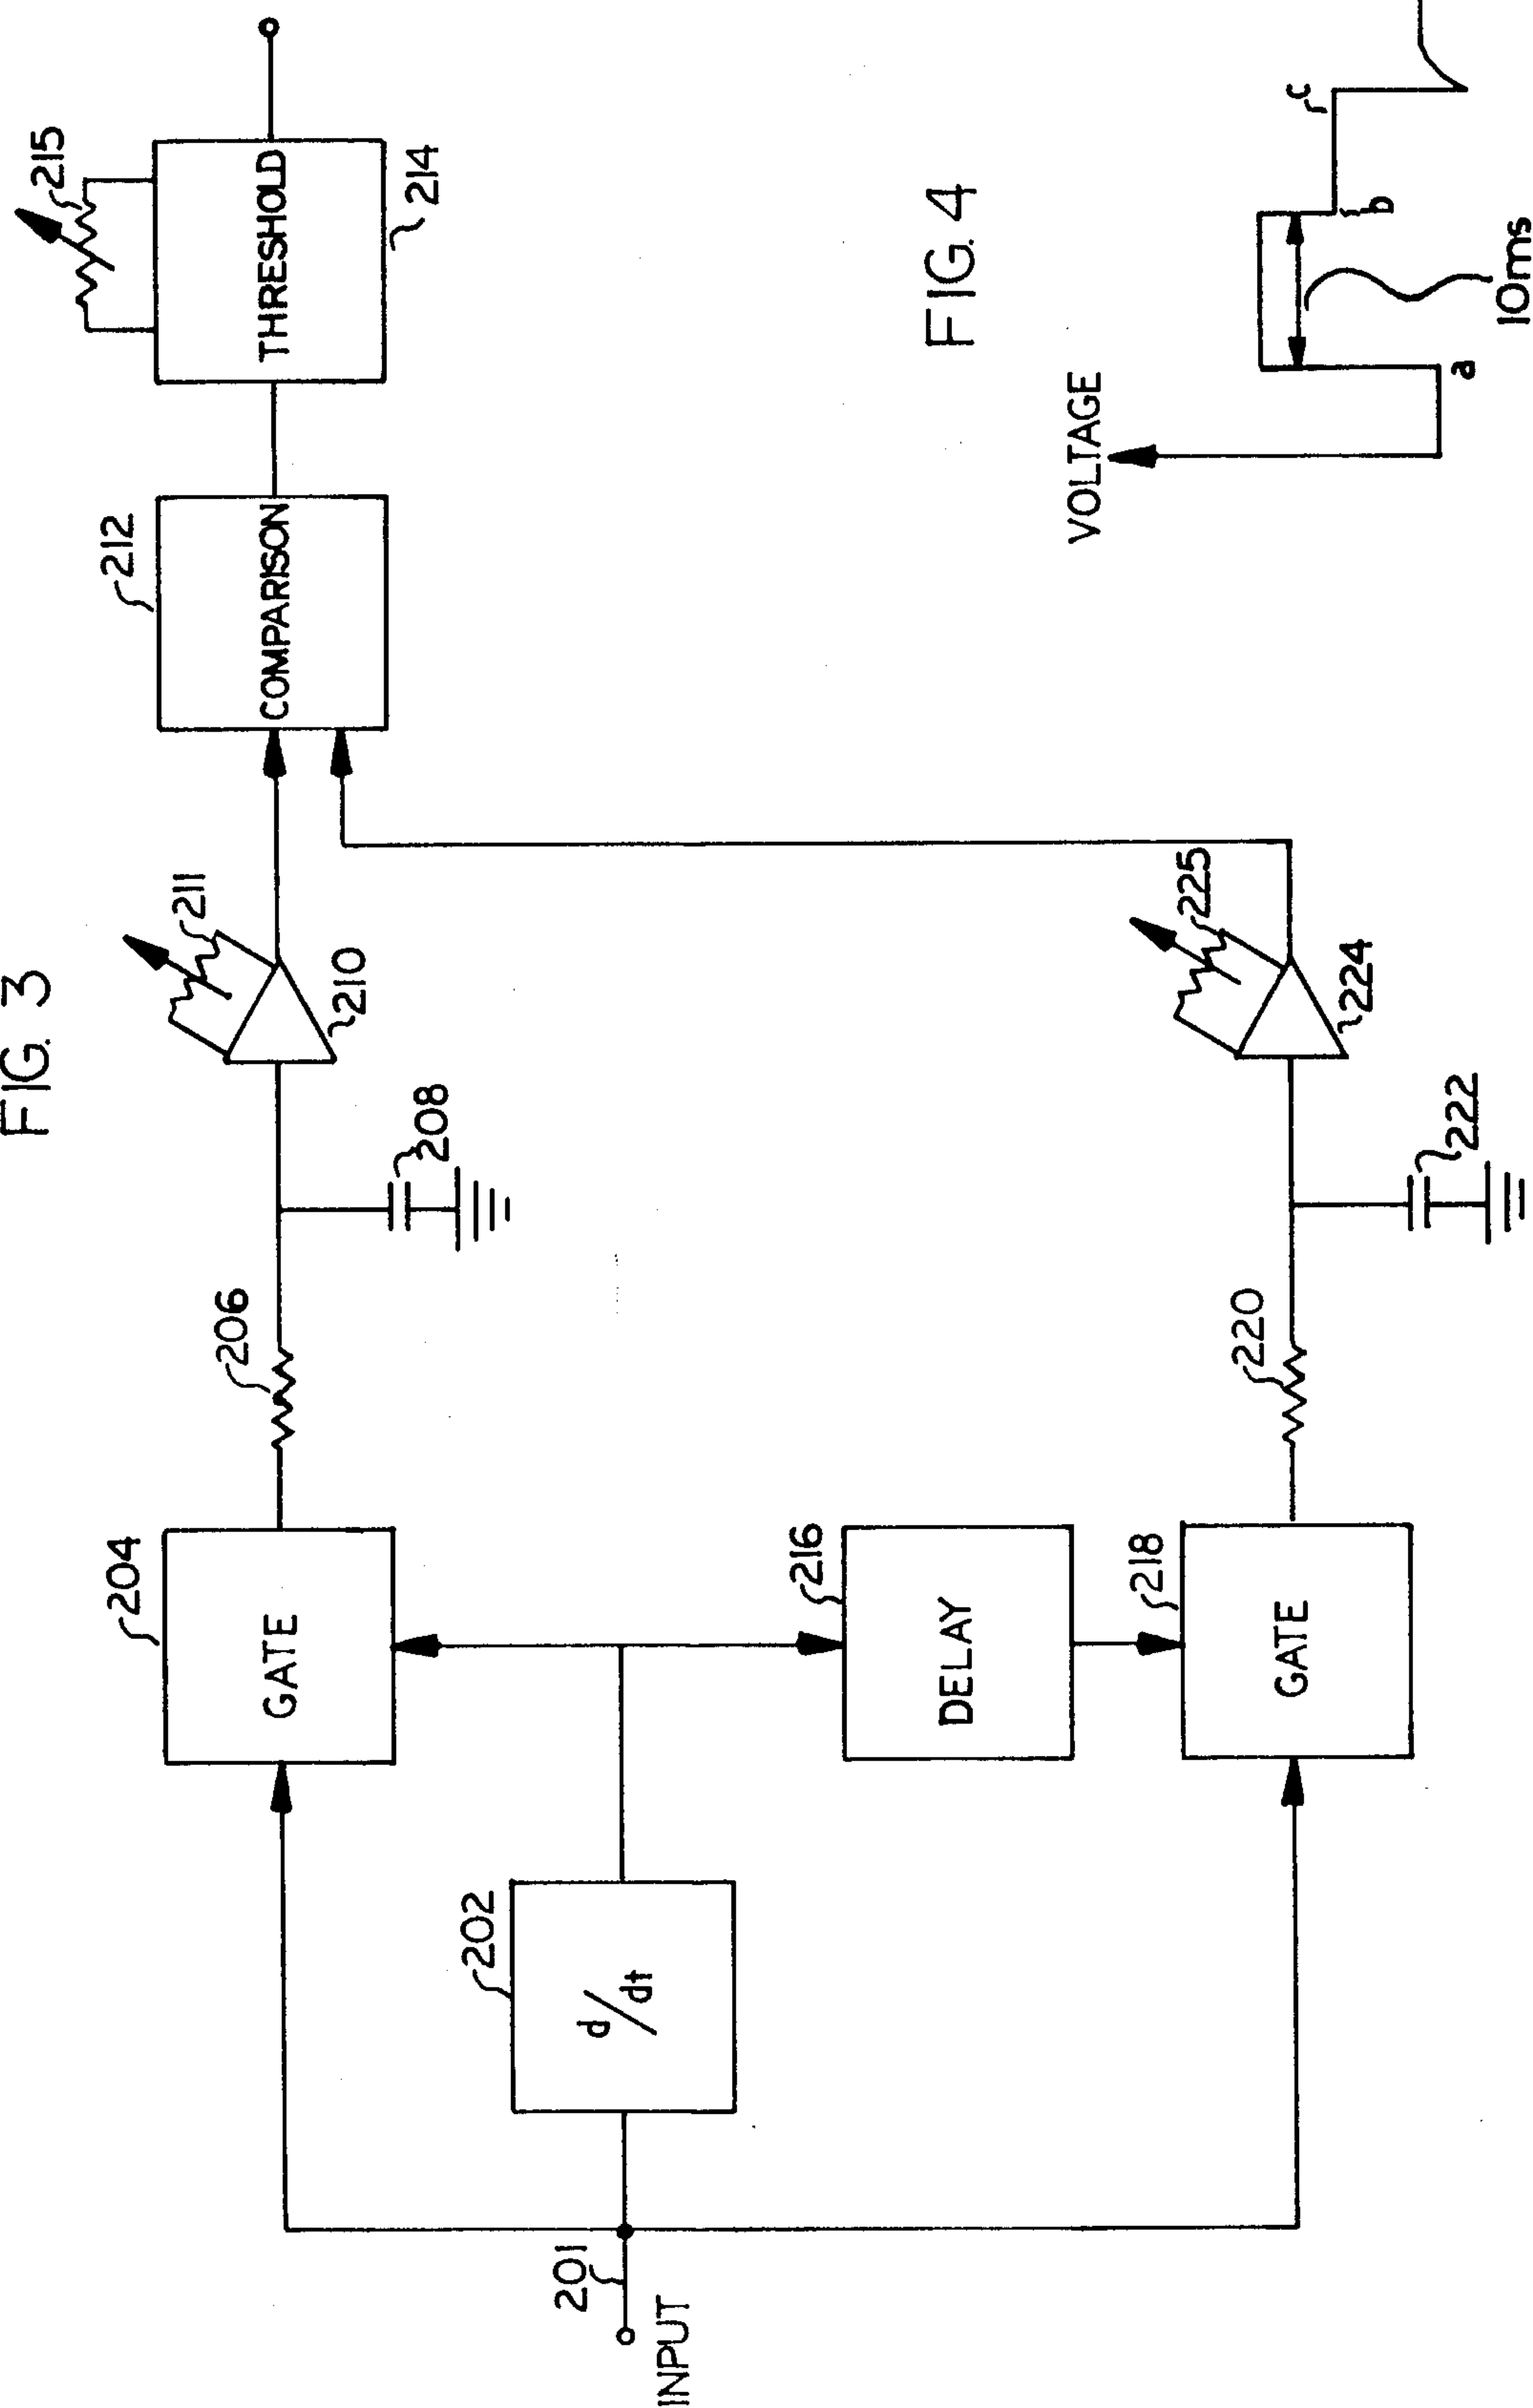 FIG. 3
INPUT
201
202
d/dt
204
GATE
206
208
210
211
212
COMPARISON
214
THRESHOLD
215
216
DELAY
218
GATE
220
222
224
225
FIG. 4
VOLTAGE
a
b
c
10ms